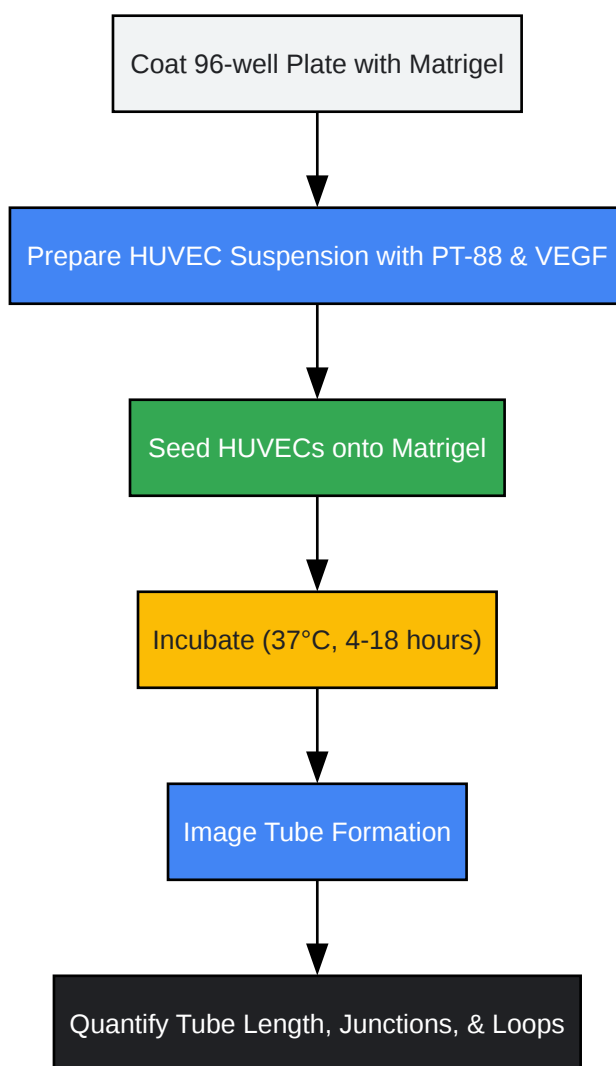 Coat 96-well Plate with Matrigel
Prepare HUVEC Suspension with PT-88 & VEGF
Seed HUVECs onto Matrigel
Incubate (37°C, 4-18 hours)
Image Tube Formation
Quantify Tube Length, Junctions, & Loops